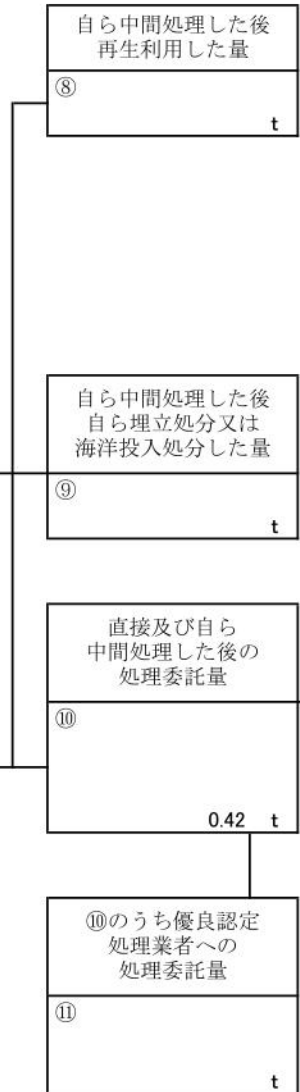 自ら中間処理した後
再生利用した量
⑧
t
自ら中間処理した後
自ら埋立処分又は
海洋投入処分した量
⑨
t
直接及び自ら
中間処理した後の
処理委託量
⑩
0.42 t
⑩のうち優良認定
処理業者への
処理委託量
⑪
t